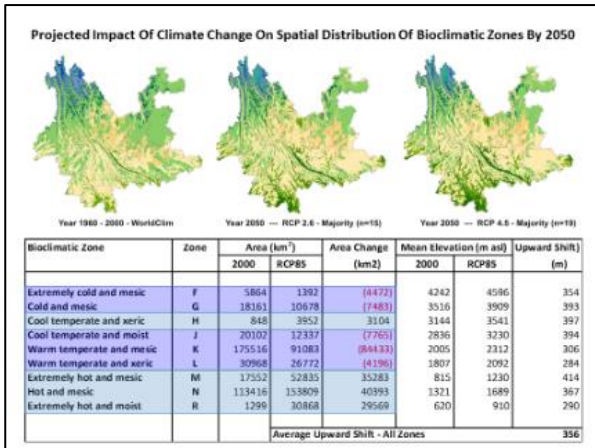 Projected Impact Of Climate Change On Spatial Distribution Of Bioclimatic Zones By 2050
Year 1960 - 2000 - WorldClim Year 2050 — RCP 2.6 - Majority (n=15) Year 2050 — RCP 4.5 - Majority (n=19)
Bioclimatic Zone Zone Area (km²) Area Change Mean Elevation (m asl) Upward Shift)
2000 RCP85 (km2) 2000 RCP85 (m)
Extremely cold and mesic F 5864 1392 (4472) 4242 4596 354
Cold and mesic G 18161 10678 (7483) 3516 3909 393
Cool temperate and xeric H 848 3952 3104 3144 3541 397
Cool temperate and moist J 20102 12337 (7765) 2836 3230 394
Warm temperate and mesic K 175516 91083 (84433) 2005 2312 306
Warm temperate and xeric L 30968 26772 (4196) 1807 2092 284
Extremely hot and mesic M 17552 52835 35283 815 1230 414
Hot and mesic N 113416 153809 40393 1321 1689 367
Extremely hot and moist R 1299 30868 29569 620 910 290
Average Upward Shift - All Zones 356